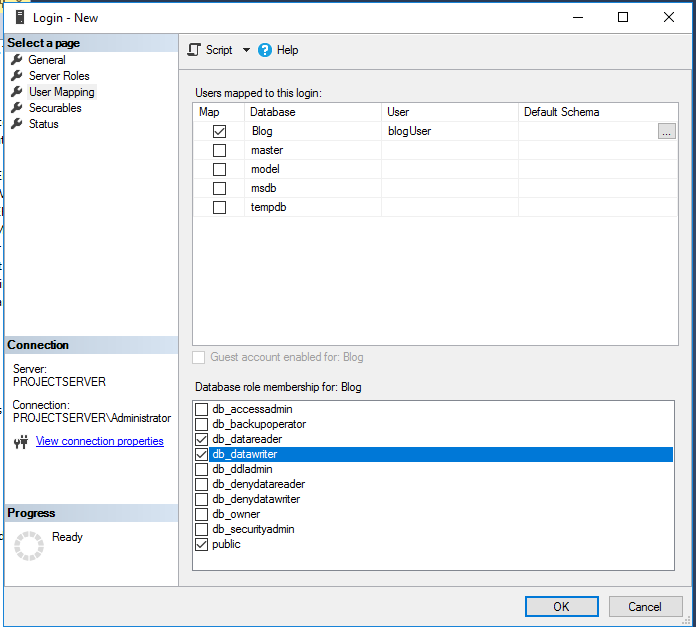 Login - New
Select a page
General
Server Roles
User Mapping
Securables
Status
Script
Help
Users mapped to this login:
Map Database User Default Schema
Blog blogUser ...
master
model
msdb
tempdb
Guest account enabled for: Blog
Database role membership for: Blog
db_accessadmin
db_backupoperator
db_datareader
db_datawriter
db_ddladmin
db_denydatareader
db_denydatawriter
db_owner
db_securityadmin
public
Connection
Server:
PROJECTSERVER
Connection:
PROJECTSERVER\Administrator
View connection properties
Progress
Ready
OK Cancel